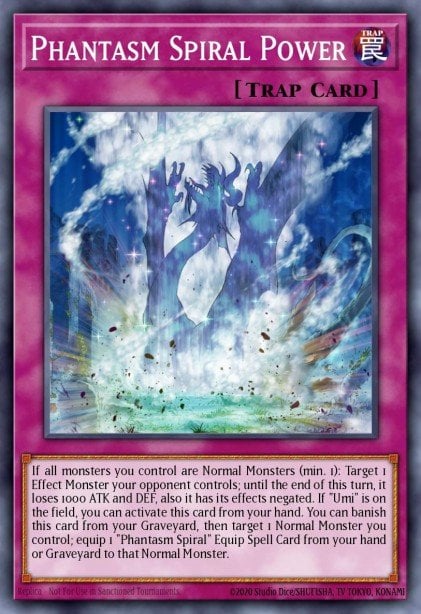 PHANTASM SPIRAL POWER
TRAP
罠
[ TRAP CARD ]
If all monsters you control are Normal Monsters (min. 1): Target 1
Effect Monster your opponent controls; until the end of this turn, it
loses 1000 ATK and DEF, also it has its effects negated. If "Umi" is on
the field, you can activate this card from your hand. You can banish
this card from your Graveyard, then target 1 Normal Monster you
control; equip 1 "Phantasm Spiral" Equip Spell Card from your hand
or Graveyard to that Normal Monster.
Replica - Not For Use in Sanctioned Tournaments
©2020 Studio Dice/SHUEISHA, TV TOKYO, KONAMI